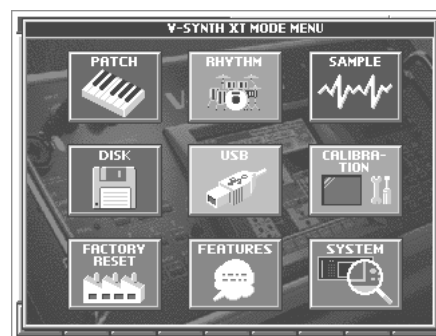 V-SYNTH XT MODE MENU
PATCH
RHYTHM
SAMPLE
DISK
USB
CALIBRA-
TION
FACTORY
RESET
FEATURES
SYSTEM